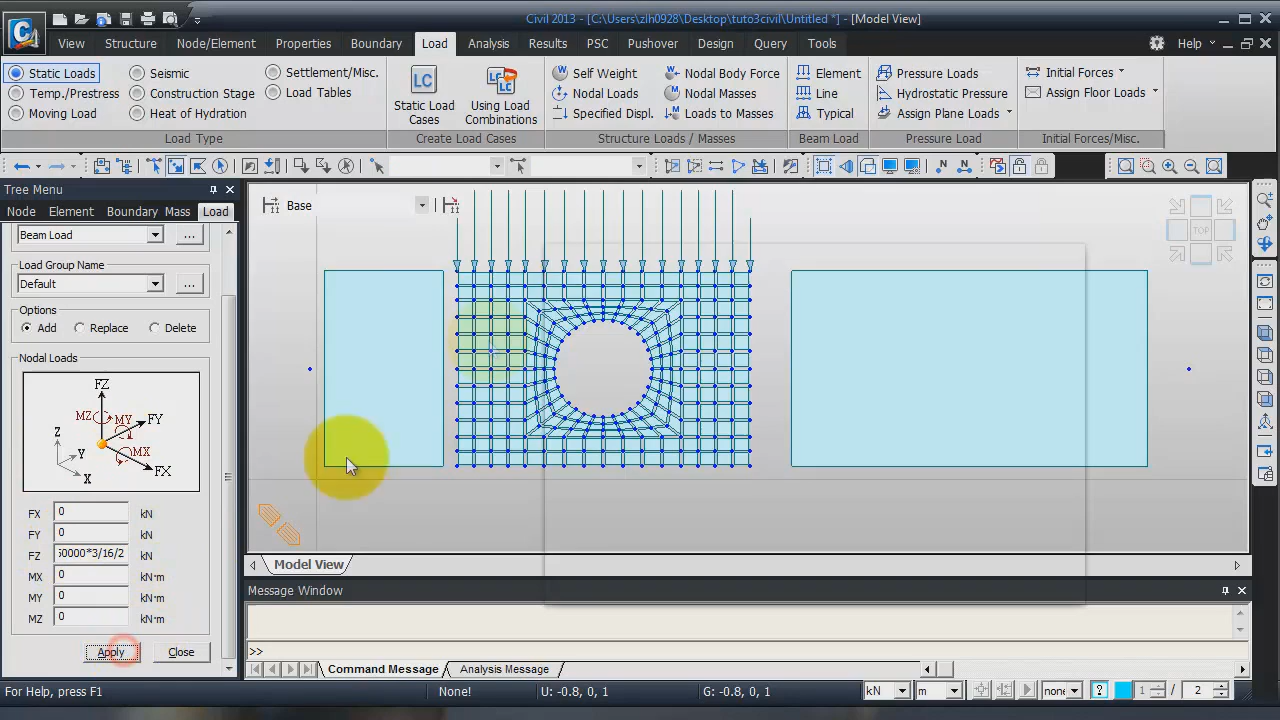 Civil 2013 - [C:\Users\zlh0928\Desktop\tuto3civil\Untitled *] - [Model View]
View Structure Node/Element Properties Boundary Load Analysis Results PSC Pushover Design Query Tools Help
Static Loads Seismic Settlement/Misc.
Temp./Prestress Construction Stage Load Tables
Moving Load Heat of Hydration
Load Type
LC
Static Load Cases
Using Load Combinations
Create Load Cases
Self Weight Nodal Body Force
Nodal Loads Nodal Masses
Specified Displ. Loads to Masses
Structure Loads / Masses
Element
Line
Typical
Beam Load
Pressure Loads
Hydrostatic Pressure
Assign Plane Loads
Pressure Load
Initial Forces
Assign Floor Loads
Initial Forces/Misc.
Tree Menu
Node Element Boundary Mass Load
Beam Load ...
Load Group Name
Default ...
Options
Add Replace Delete
Nodal Loads
FZ
MZ MY FY
Z
Y
MX
X
FX
FX 0 kN
FY 0 kN
FZ 50000*3/16/2 kN
MX 0 kN·m
MY 0 kN·m
MZ 0 kN·m
Apply Close
Base
TOP
Model View
Message Window
>>
Command Message Analysis Message
For Help, press F1 None! U: -0.8, 0, 1 G: -0.8, 0, 1 kN m none ? 1 / 2